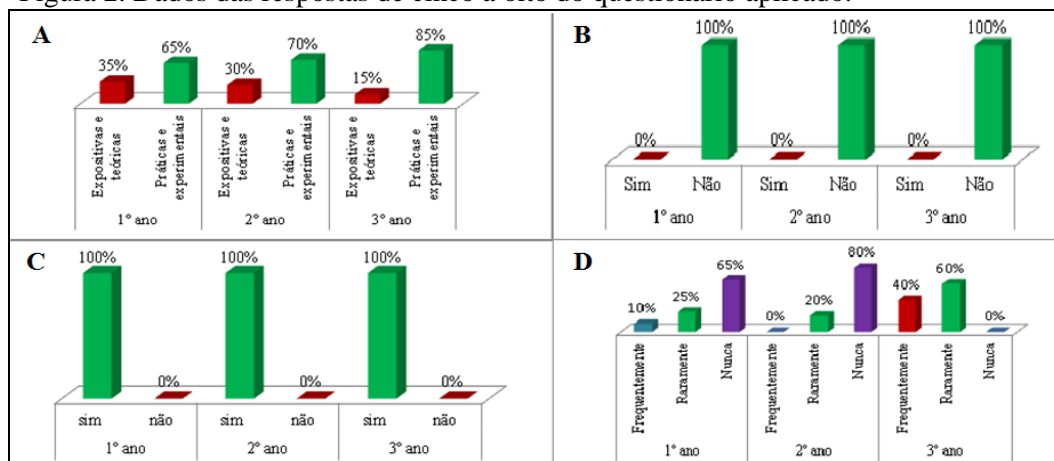 Figura 2. Dados das respostas de cinco a oito do questionário aplicado.
A
35% 65% 30% 70% 15% 85%
Expositivas e teóricas
Práticas e experimentais
Expositivas e teóricas
Práticas e experimentais
Expositivas e teóricas
Práticas e experimentais
1º ano 2º ano 3º ano
B
0% 100% 0% 100% 0% 100%
Sim Não Sim Não Sim Não
1º ano 2º ano 3º ano
C
100% 0% 100% 0% 100% 0%
sim não sim não sim não
1º ano 2º ano 3º ano
D
10% 25% 65% 0% 20% 80% 40% 60% 0%
Frequentemente
Raramente
Nunca
Frequentemente
Raramente
Nunca
Frequentemente
Raramente
Nunca
1º ano 2º ano 3º ano